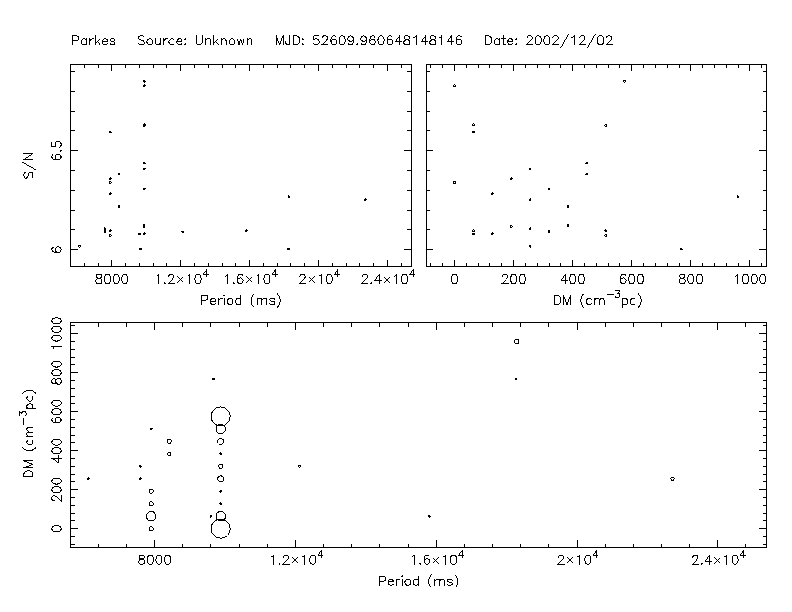 Parkes Source: Unknown MJD: 52609.960648148146 Date: 2002/12/02
S/N
6.5
6
8000 1.2×10⁴ 1.6×10⁴ 2×10⁴ 2.4×10⁴
Period (ms)
0 200 400 600 800 1000
DM (cm⁻³pc)
DM (cm⁻³pc)
1000
800
600
400
200
0
8000 1.2×10⁴ 1.6×10⁴ 2×10⁴ 2.4×10⁴
Period (ms)